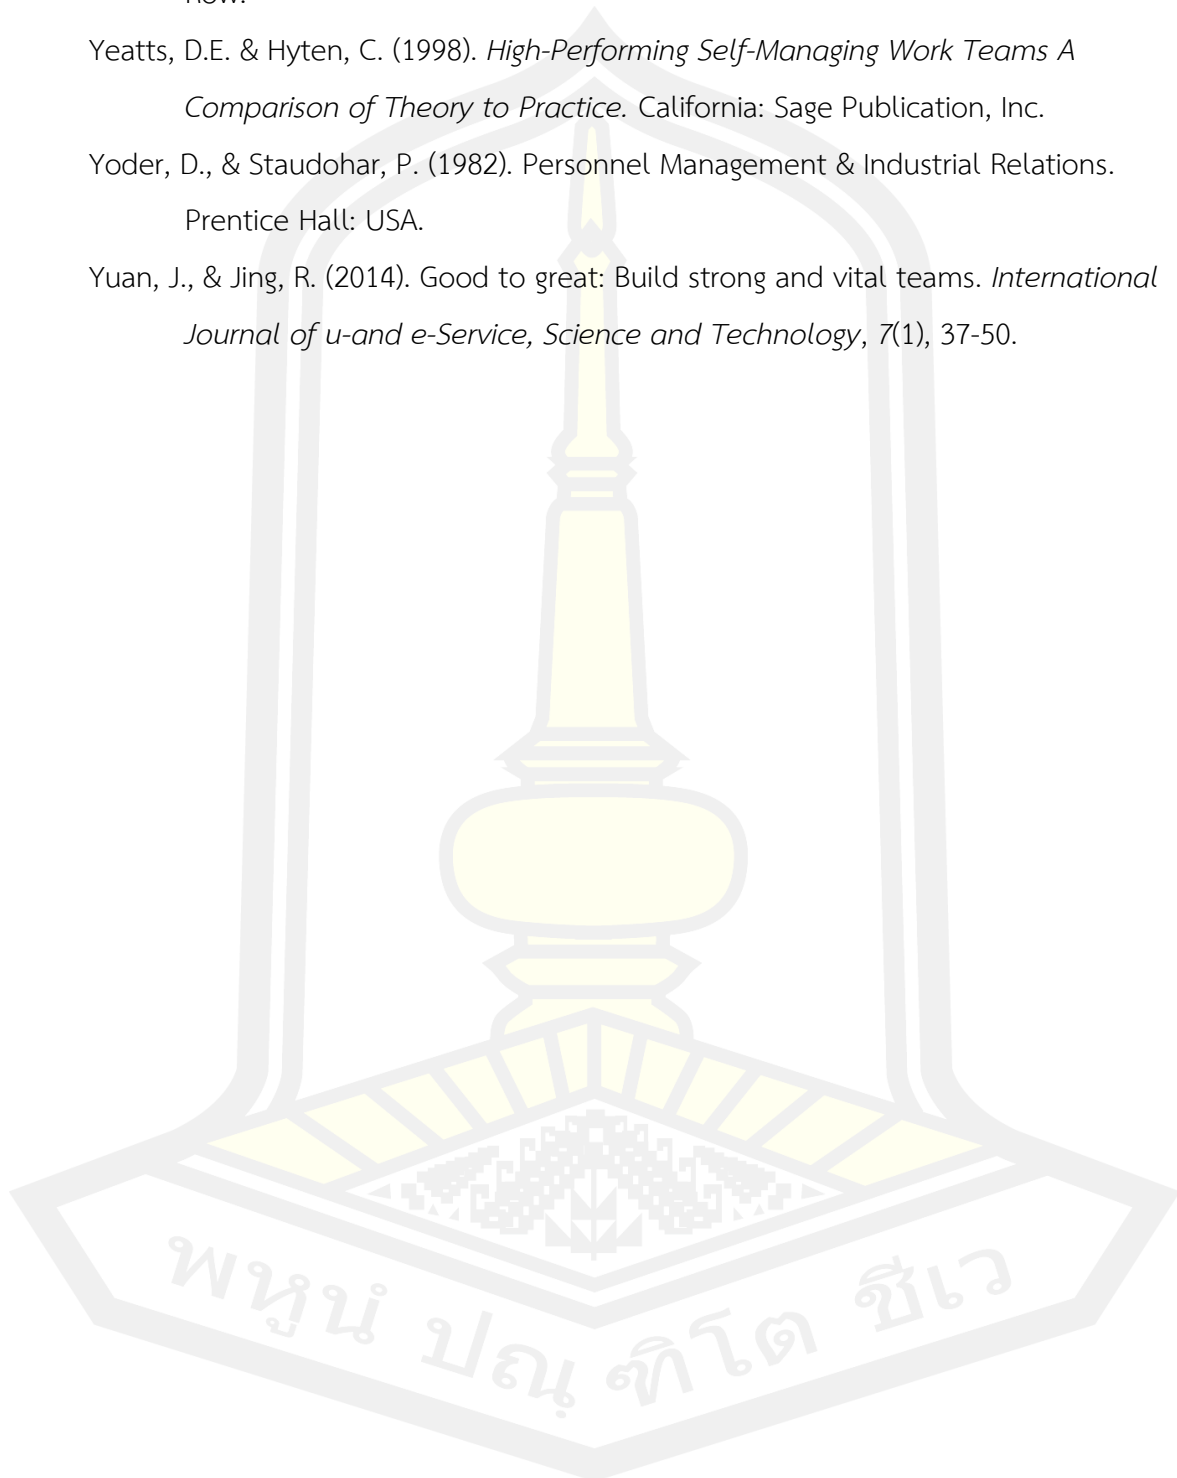 Row.
Yeatts, D.E. & Hyten, C. (1998). High-Performing Self-Managing Work Teams A
Comparison of Theory to Practice. California: Sage Publication, Inc.
Yoder, D., & Staudohar, P. (1982). Personnel Management & Industrial Relations.
Prentice Hall: USA.
Yuan, J., & Jing, R. (2014). Good to great: Build strong and vital teams. International
Journal of u-and e-Service, Science and Technology, 7(1), 37-50.
พหูนํ ปณฺฑิโต ชีเว